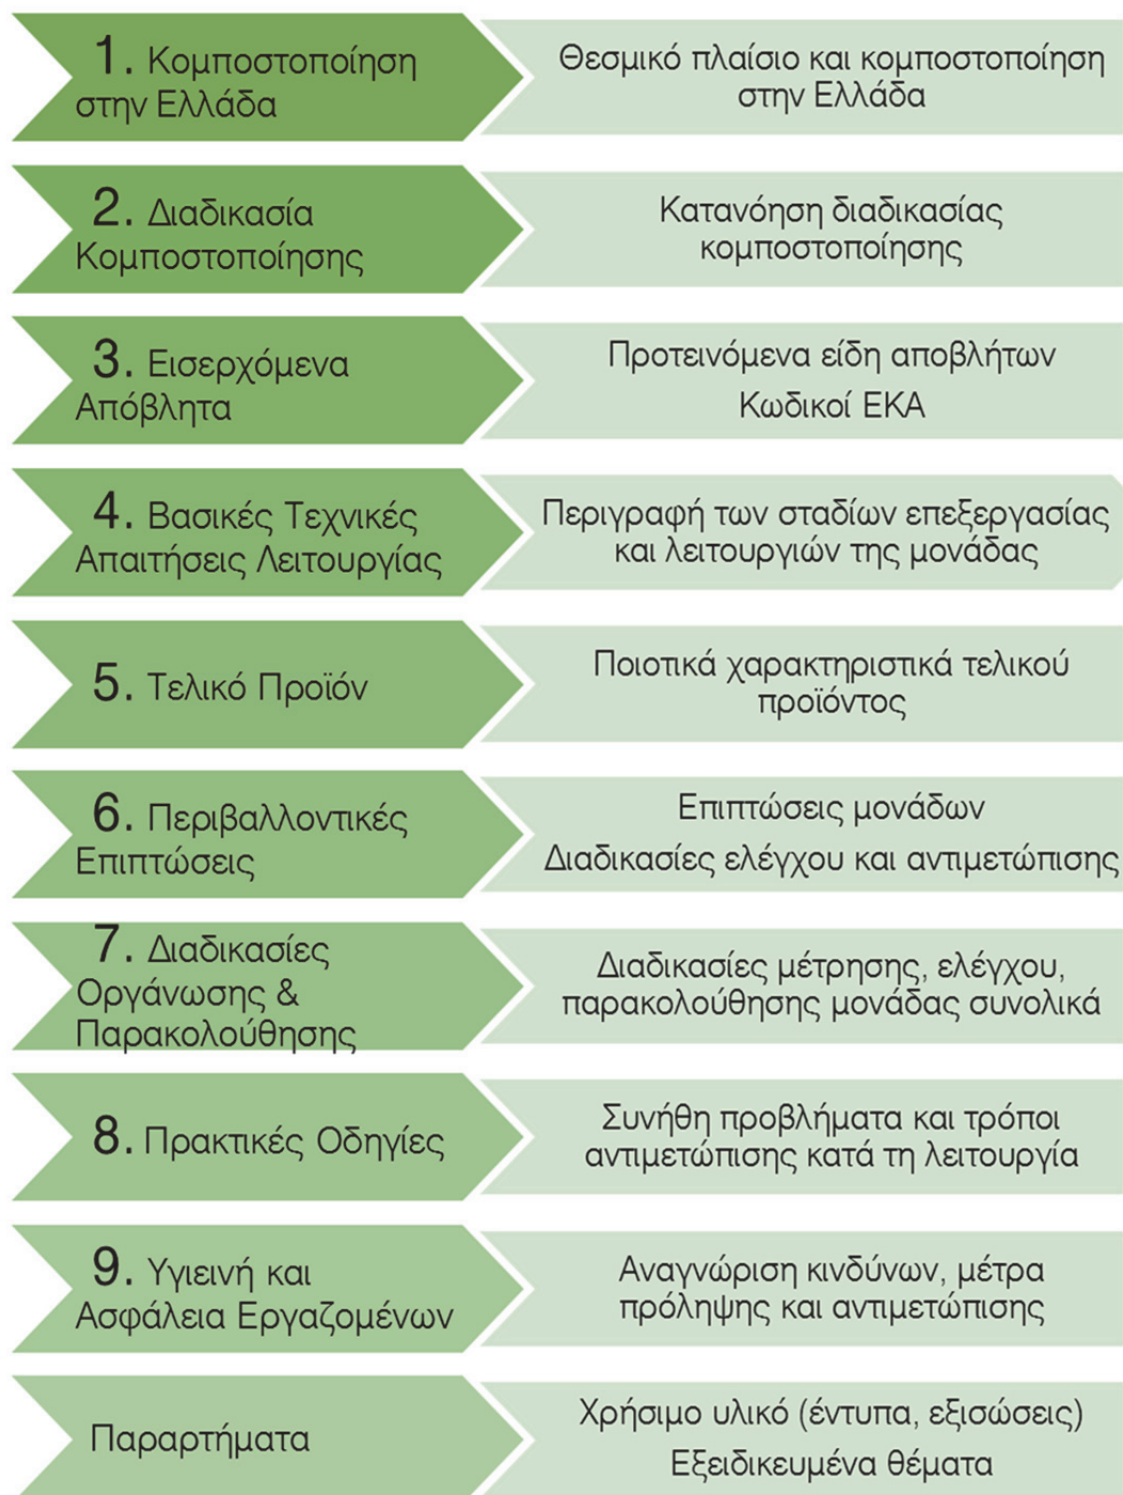 1. Κομποστοποίηση
στην Ελλάδα
Θεσμικό πλαίσιο και κομποστοποίηση
στην Ελλάδα
2. Διαδικασία
Κομποστοποίησης
Κατανόηση διαδικασίας
κομποστοποίησης
3. Εισερχόμενα
Απόβλητα
Προτεινόμενα είδη αποβλήτων
Κωδικοί ΕΚΑ
4. Βασικές Τεχνικές
Απαιτήσεις Λειτουργίας
Περιγραφή των σταδίων επεξεργασίας
και λειτουργιών της μονάδας
5. Τελικό Προϊόν
Ποιοτικά χαρακτηριστικά τελικού
προϊόντος
6. Περιβαλλοντικές
Επιπτώσεις
Επιπτώσεις μονάδων
Διαδικασίες ελέγχου και αντιμετώπισης
7. Διαδικασίες
Οργάνωσης &
Παρακολούθησης
Διαδικασίες μέτρησης, ελέγχου,
παρακολούθησης μονάδας συνολικά
8. Πρακτικές Οδηγίες
Συνήθη προβλήματα και τρόποι
αντιμετώπισης κατά τη λειτουργία
9. Υγιεινή και
Ασφάλεια Εργαζομένων
Αναγνώριση κινδύνων, μέτρα
πρόληψης και αντιμετώπισης
Παραρτήματα
Χρήσιμο υλικό (έντυπα, εξισώσεις)
Εξειδικευμένα θέματα